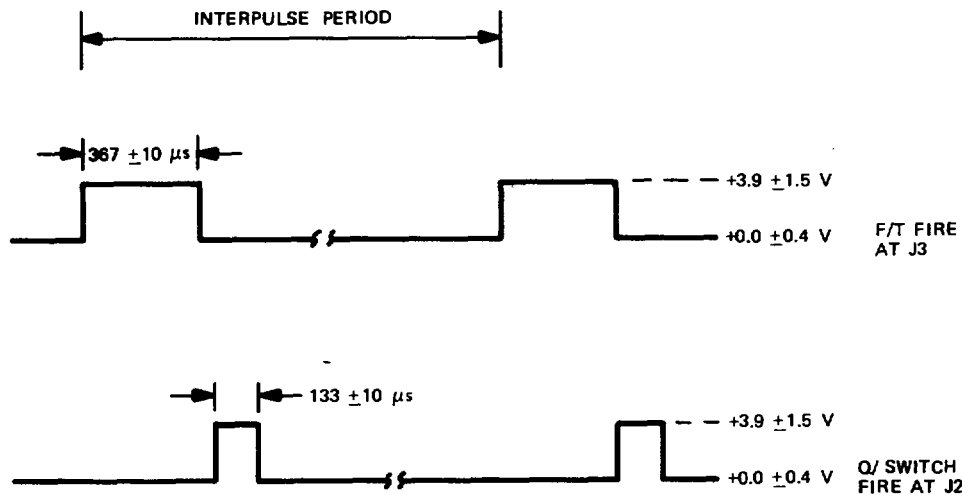 INTERPULSE PERIOD
367 ±10 μs
+3.9 ±1.5 V
+0.0 ±0.4 V
F/T FIRE
AT J3
133 ±10 μs
+3.9 ±1.5 V
+0.0 ±0.4 V
Q/ SWITCH
FIRE AT J2